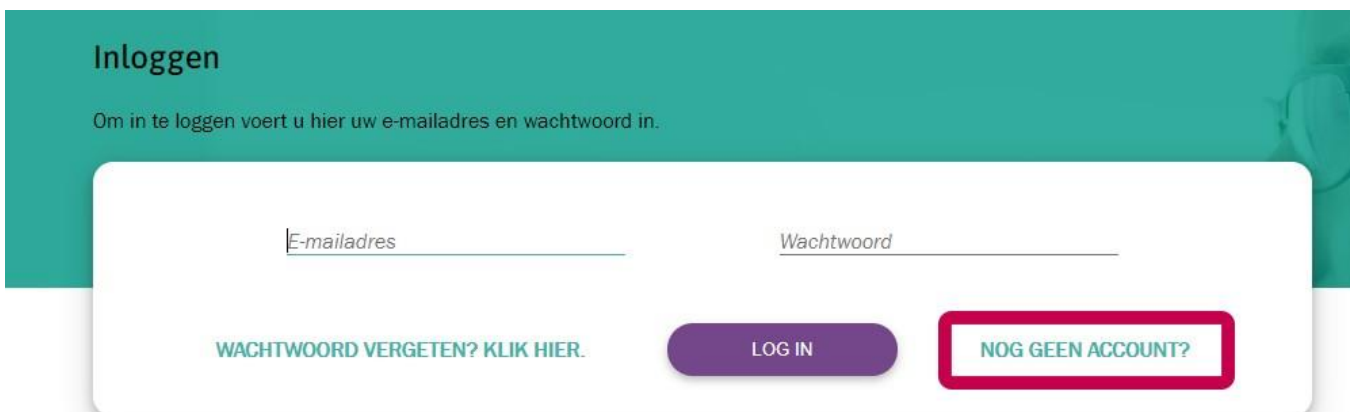 Inloggen
Om in te loggen voert u hier uw e-mailadres en wachtwoord in.
E-mailadres
Wachtwoord
WACHTWOORD VERGETEN? KLIK HIER.
LOG IN
NOG GEEN ACCOUNT?